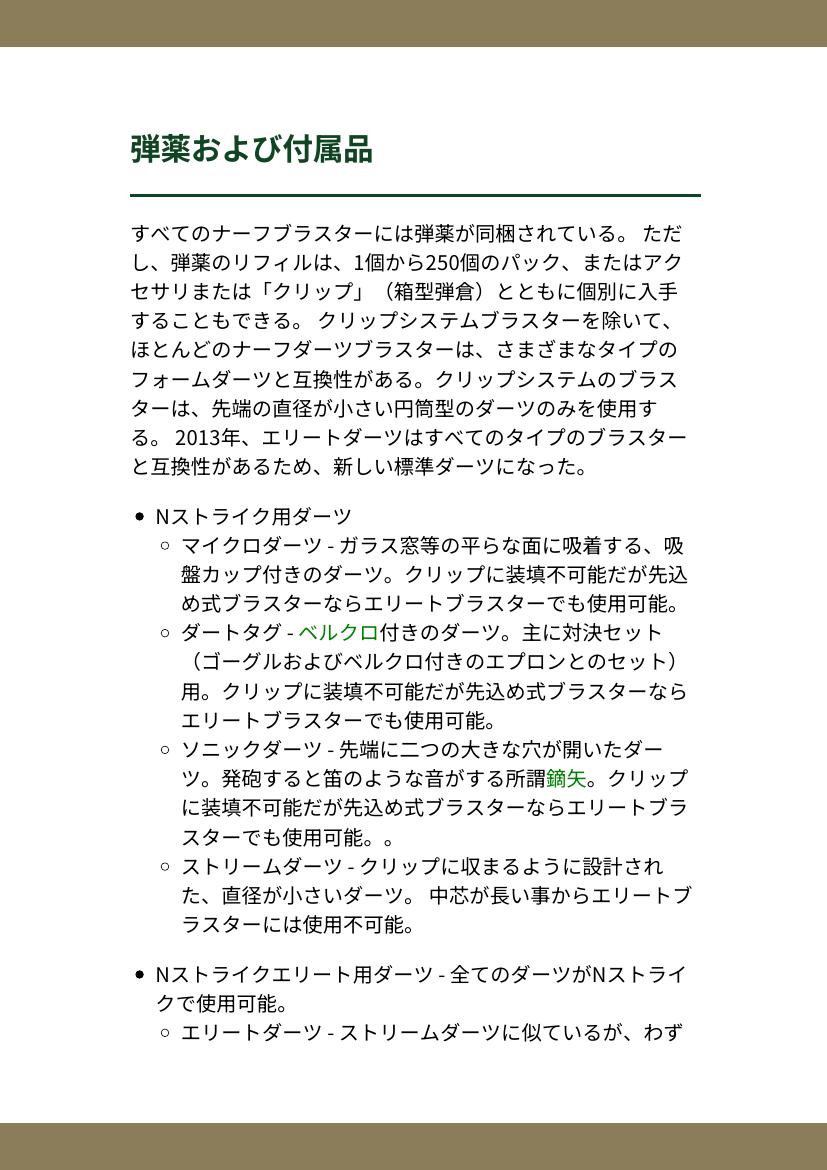 弾薬および付属品
すべてのナーフブラスターには弾薬が同梱されている。 ただ
し、弾薬のリフィルは、1個から250個のパック、またはアク
セサリまたは「クリップ」（箱型弾倉）とともに個別に入手
することもできる。 クリップシステムブラスターを除いて、
ほとんどのナーフダーツブラスターは、さまざまなタイプの
フォームダーツと互換性がある。クリップシステムのブラス
ターは、先端の直径が小さい円筒型のダーツのみを使用す
る。 2013年、エリートダーツはすべてのタイプのブラスター
と互換性があるため、新しい標準ダーツになった。
• Nストライク用ダーツ
◦ マイクロダーツ - ガラス窓等の平らな面に吸着する、吸
盤カップ付きのダーツ。クリップに装填不可能だが先込
め式ブラスターならエリートブラスターでも使用可能。
◦ ダートタグ - ベルクロ付きのダーツ。主に対決セット
（ゴーグルおよびベルクロ付きのエプロンとのセット）
用。クリップに装填不可能だが先込め式ブラスターなら
エリートブラスターでも使用可能。
◦ ソニックダーツ - 先端に二つの大きな穴が開いたダー
ツ。発砲すると笛のような音がする所謂鏑矢。クリップ
に装填不可能だが先込め式ブラスターならエリートブラ
スターでも使用可能。。
◦ ストリームダーツ - クリップに収まるように設計され
た、直径が小さいダーツ。 中芯が長い事からエリートブ
ラスターには使用不可能。
• Nストライクエリート用ダーツ - 全てのダーツがNストライ
クで使用可能。
◦ エリートダーツ - ストリームダーツに似ているが、わず